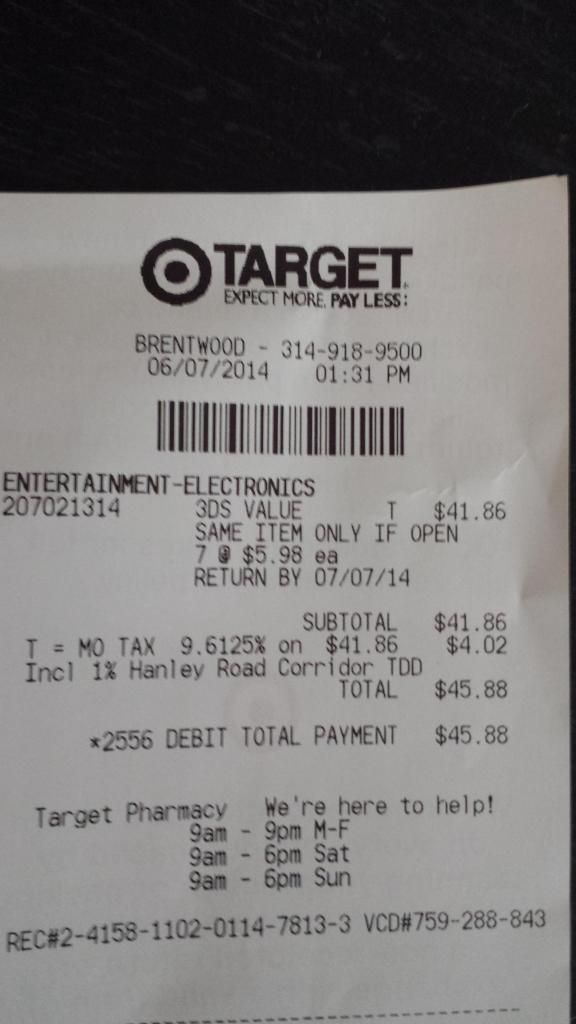 TARGET
EXPECT MORE. PAY LESS.
BRENTWOOD - 314-918-9500
06/07/2014 01:31 PM
ENTERTAINMENT-ELECTRONICS
207021314 3DS VALUE T $41.86
SAME ITEM ONLY IF OPEN
7 @ $5.98 ea
RETURN BY 07/07/14
SUBTOTAL $41.86
T = MO TAX 9.6125% on $41.86 $4.02
Incl 1% Hanley Road Corridor TDD
TOTAL $45.88
*2556 DEBIT TOTAL PAYMENT $45.88
Target Pharmacy We're here to help!
9am - 9pm M-F
9am - 6pm Sat
9am - 6pm Sun
REC#2-4158-1102-0114-7813-3 VCD#759-288-843